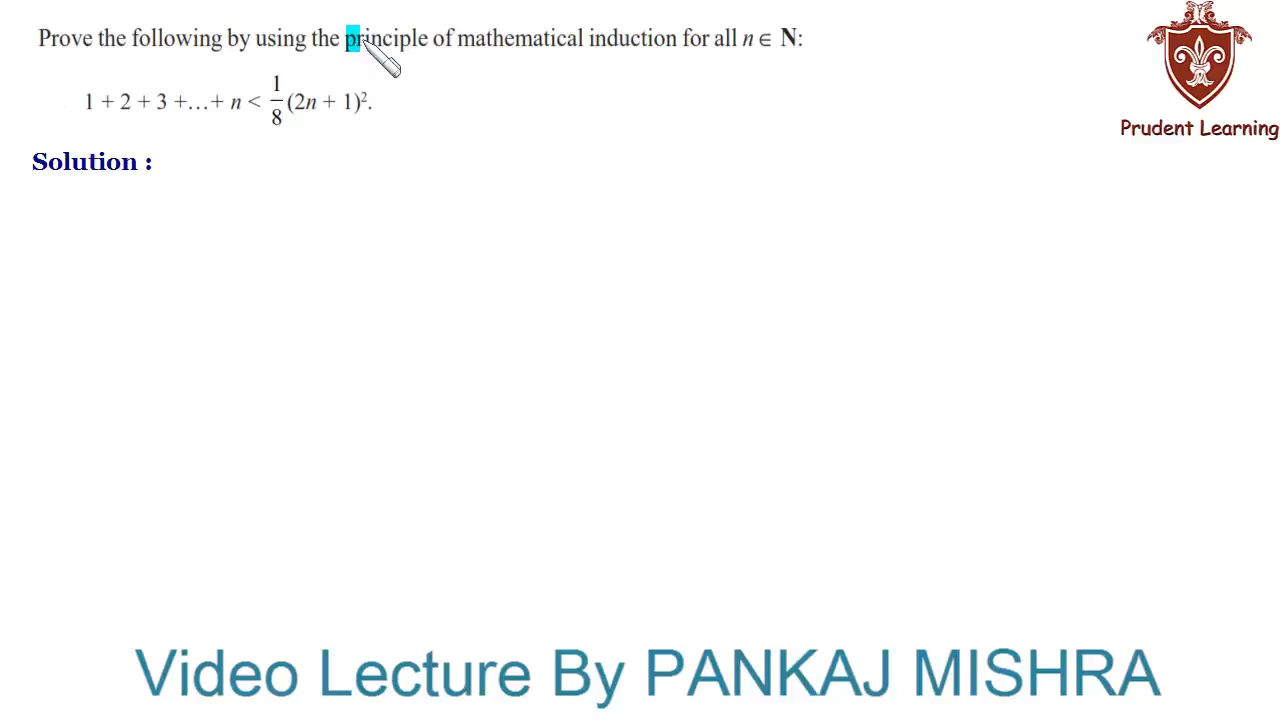 Prove the following by using the principle of mathematical induction for all n ∈ N:
1 + 2 + 3 +...+ n < 1/8 (2n + 1)².
Prudent Learning
Solution :
Video Lecture By PANKAJ MISHRA